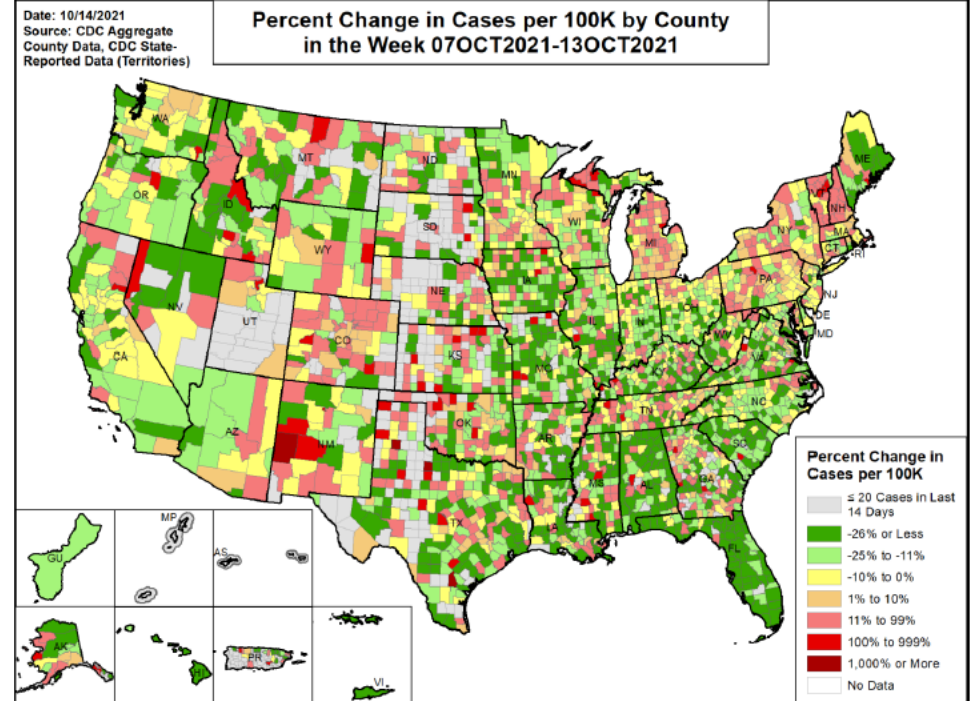 Date: 10/14/2021
Source: CDC Aggregate
County Data, CDC State-
Reported Data (Territories)
Percent Change in Cases per 100K by County
in the Week 07OCT2021-13OCT2021
WA
MT
ND
MN
ME
OR
ID
SD
WI
MI
VT
NH
NY
MA
CT
RI
WY
NE
IA
PA
NJ
NV
UT
CO
KS
MO
IL
IN
OH
WV
DE
MD
VA
KY
CA
AZ
NM
OK
AR
TN
NC
SC
MS
AL
GA
TX
LA
FL
GU
MP
AS
AK
HI
PR
VI
Percent Change in
Cases per 100K
≤ 20 Cases in Last
14 Days
-26% or Less
-25% to -11%
-10% to 0%
1% to 10%
11% to 99%
100% to 999%
1,000% or More
No Data